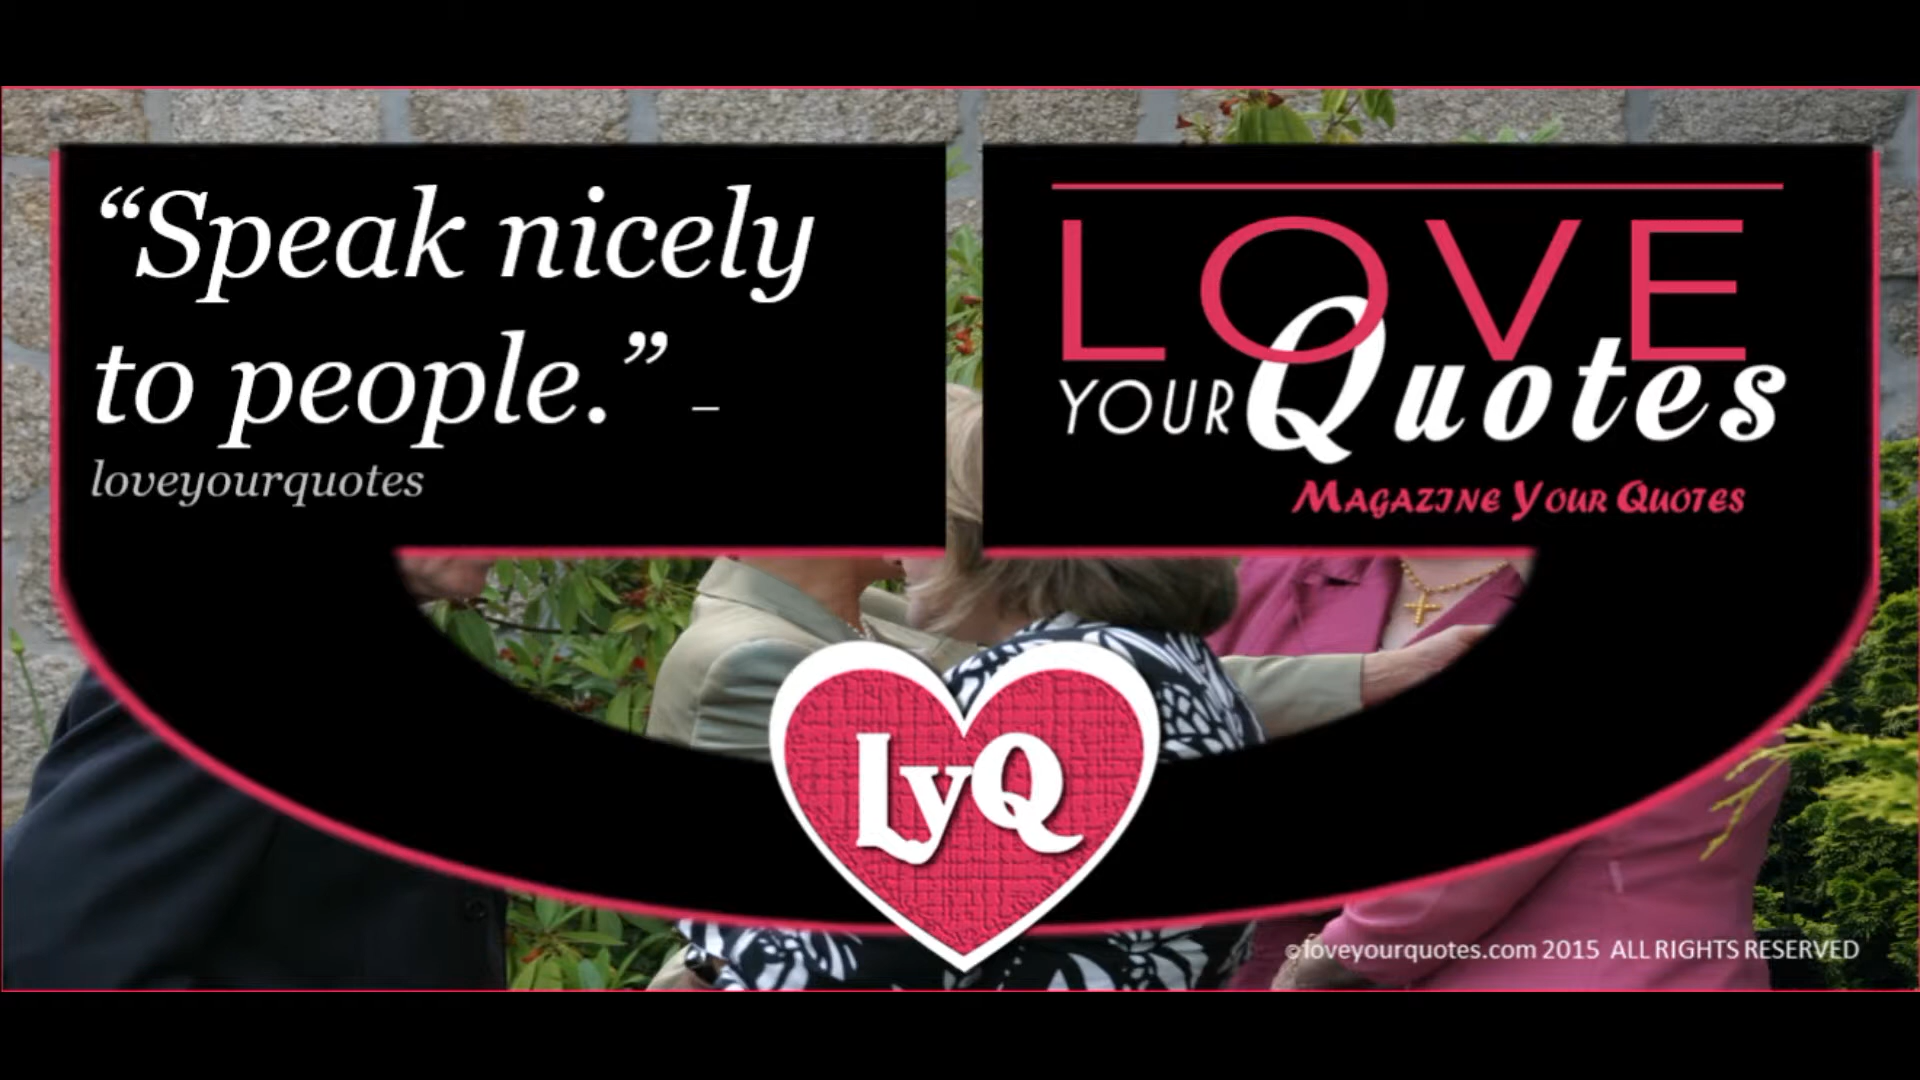 “Speak nicely
to people.” –
loveyourquotes
LOVE
YOUR Quotes
MAGAZINE YOUR QUOTES
LyQ
©loveyourquotes.com 2015 ALL RIGHTS RESERVED